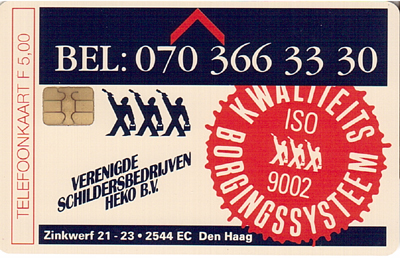 TELEFOONKAART F 5,00
BEL: 070 366 33 30
KWALITEITS
ISO
9002
BORGINGSSYSTEEM
VERENIGDE
SCHILDERSBEDRIJVEN
HEKO B.V.
Zinkwerf 21 - 23 • 2544 EC Den Haag